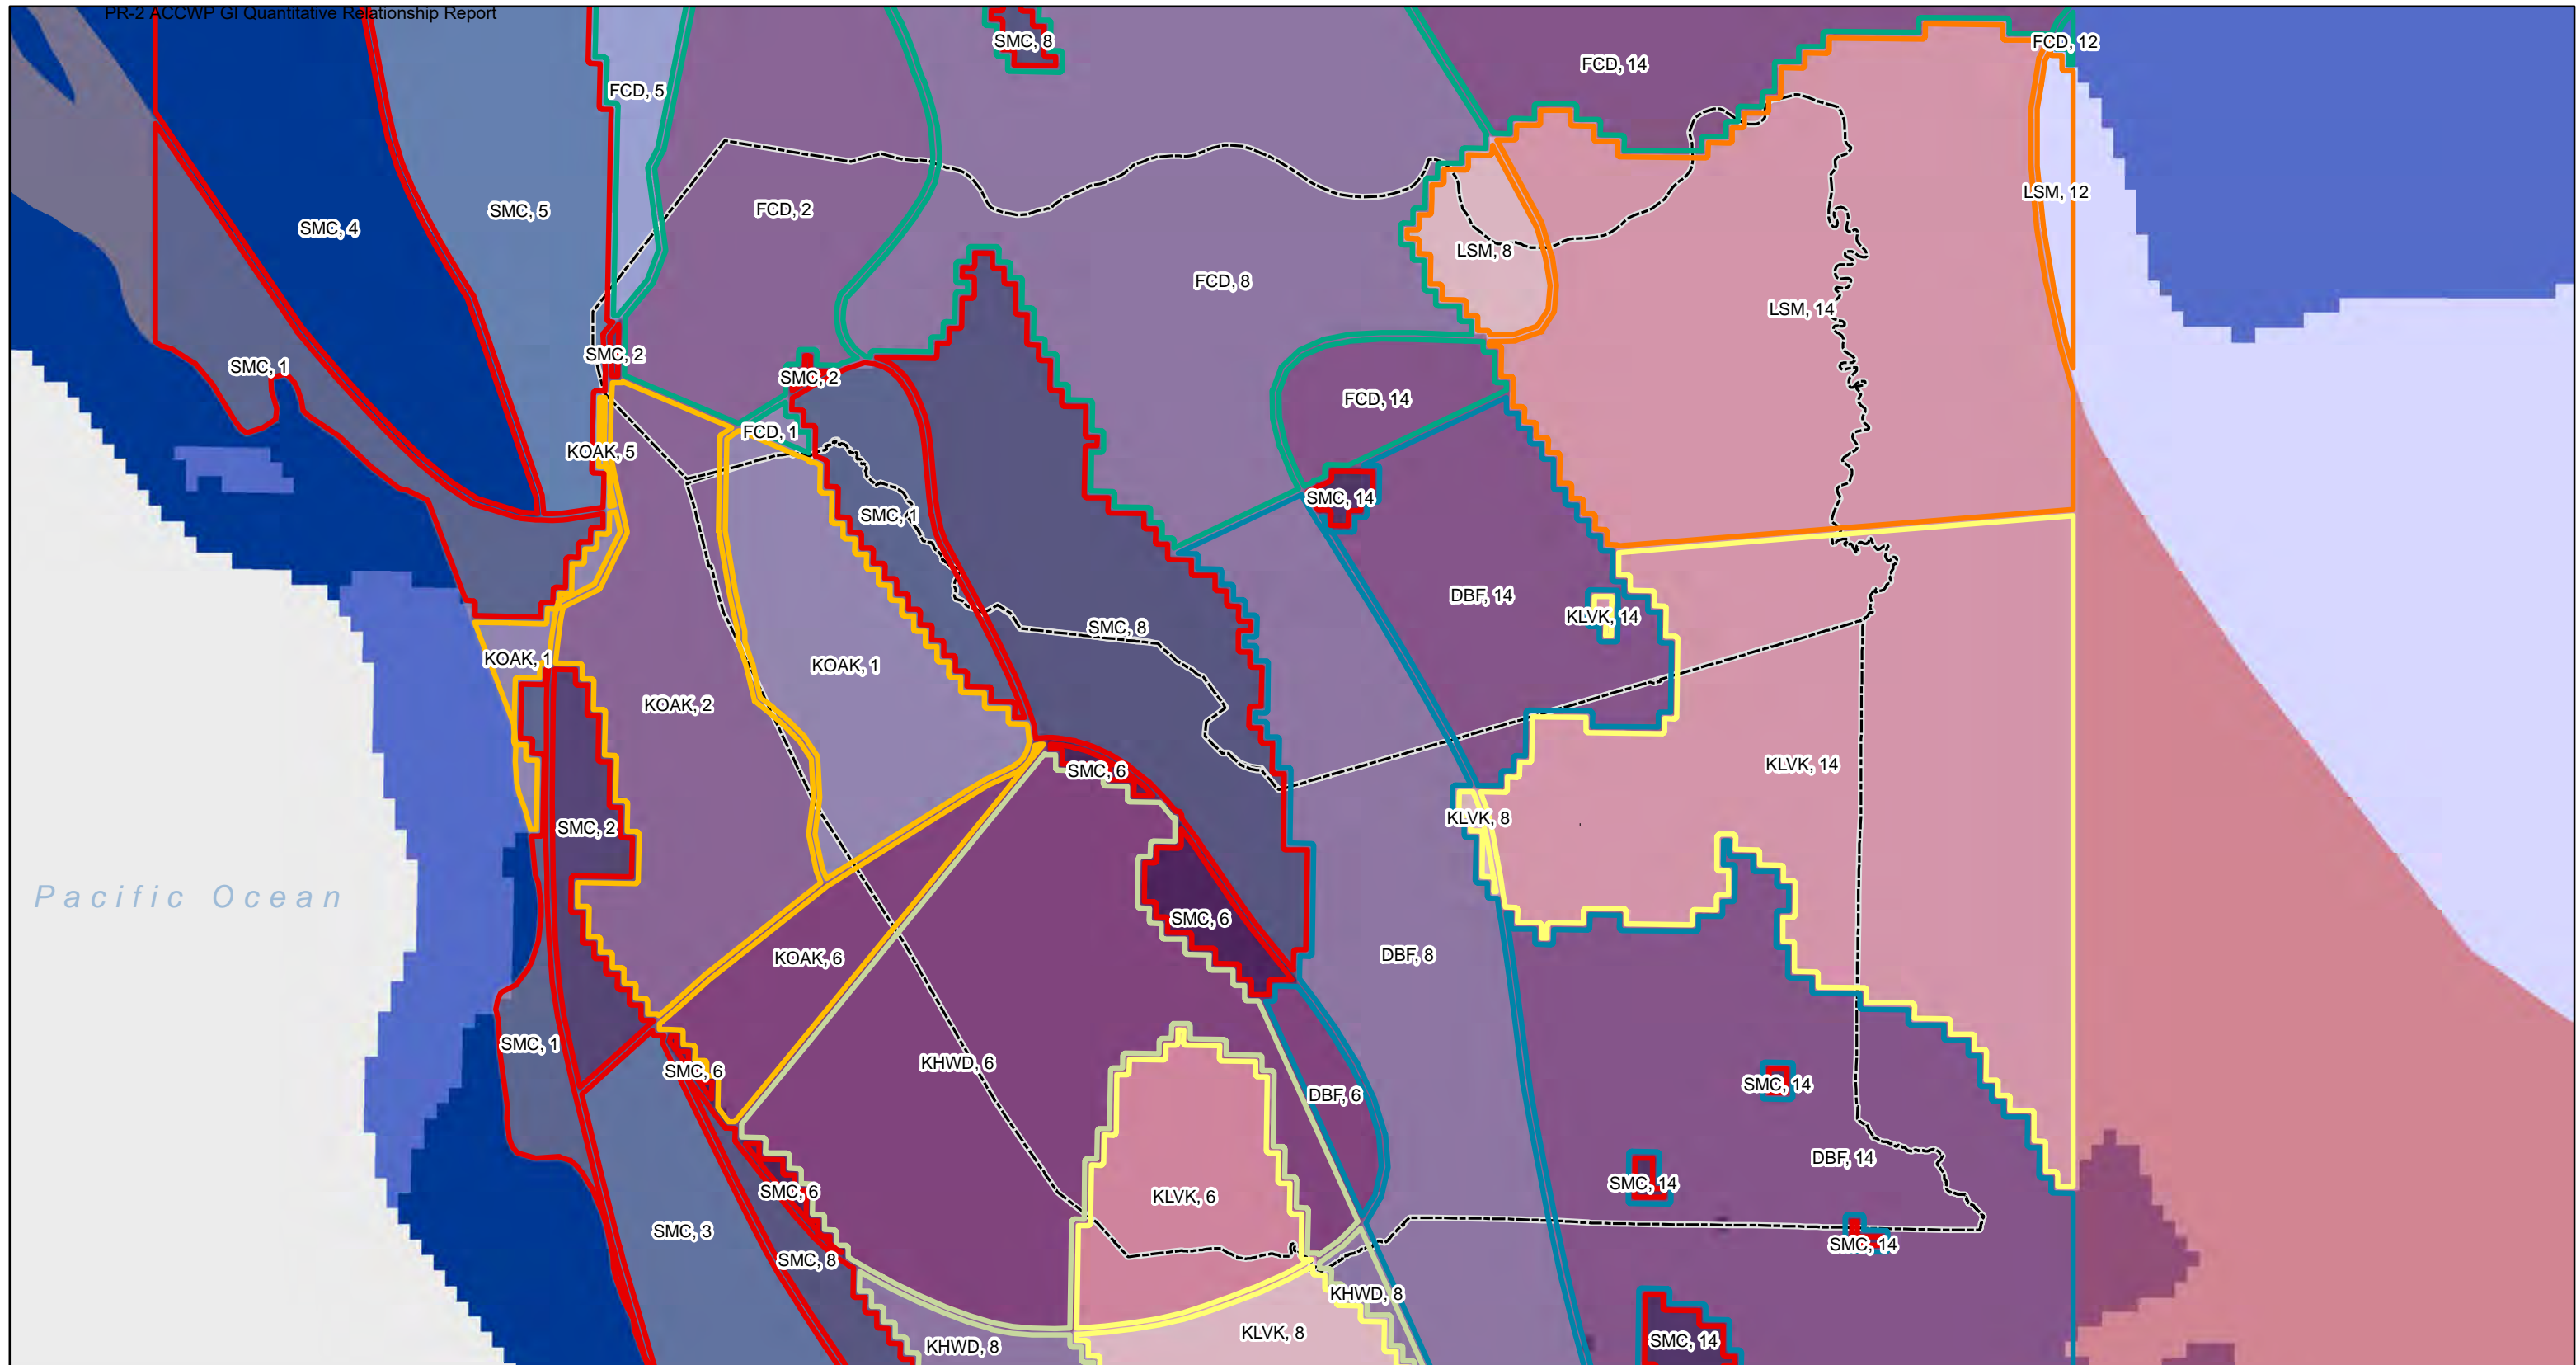 PR-2 ACCWP GI Quantitative Relationship Report
SMC, 8
FCD, 12
FCD, 14
FCD, 5
LSM, 12
FCD, 2
SMC, 5
SMC, 4
LSM, 8
FCD, 8
LSM, 14
SMC, 2
SMC, 1
SMC, 2
FCD, 14
FCD, 1
KOAK, 5
SMC, 14
SMC, 1
DBF, 14
KLVK, 14
SMC, 8
KOAK, 1
KOAK, 1
KOAK, 2
KLVK, 14
SMC, 6
KLVK, 8
SMC, 2
Pacific Ocean
SMC, 6
DBF, 8
KOAK, 6
SMC, 1
KHWD, 6
SMC, 6
SMC, 14
DBF, 6
DBF, 14
SMC, 14
SMC, 6
KLVK, 6
SMC, 3
SMC, 14
SMC, 8
KHWD, 8
KLVK, 8
SMC, 14
KHWD, 8